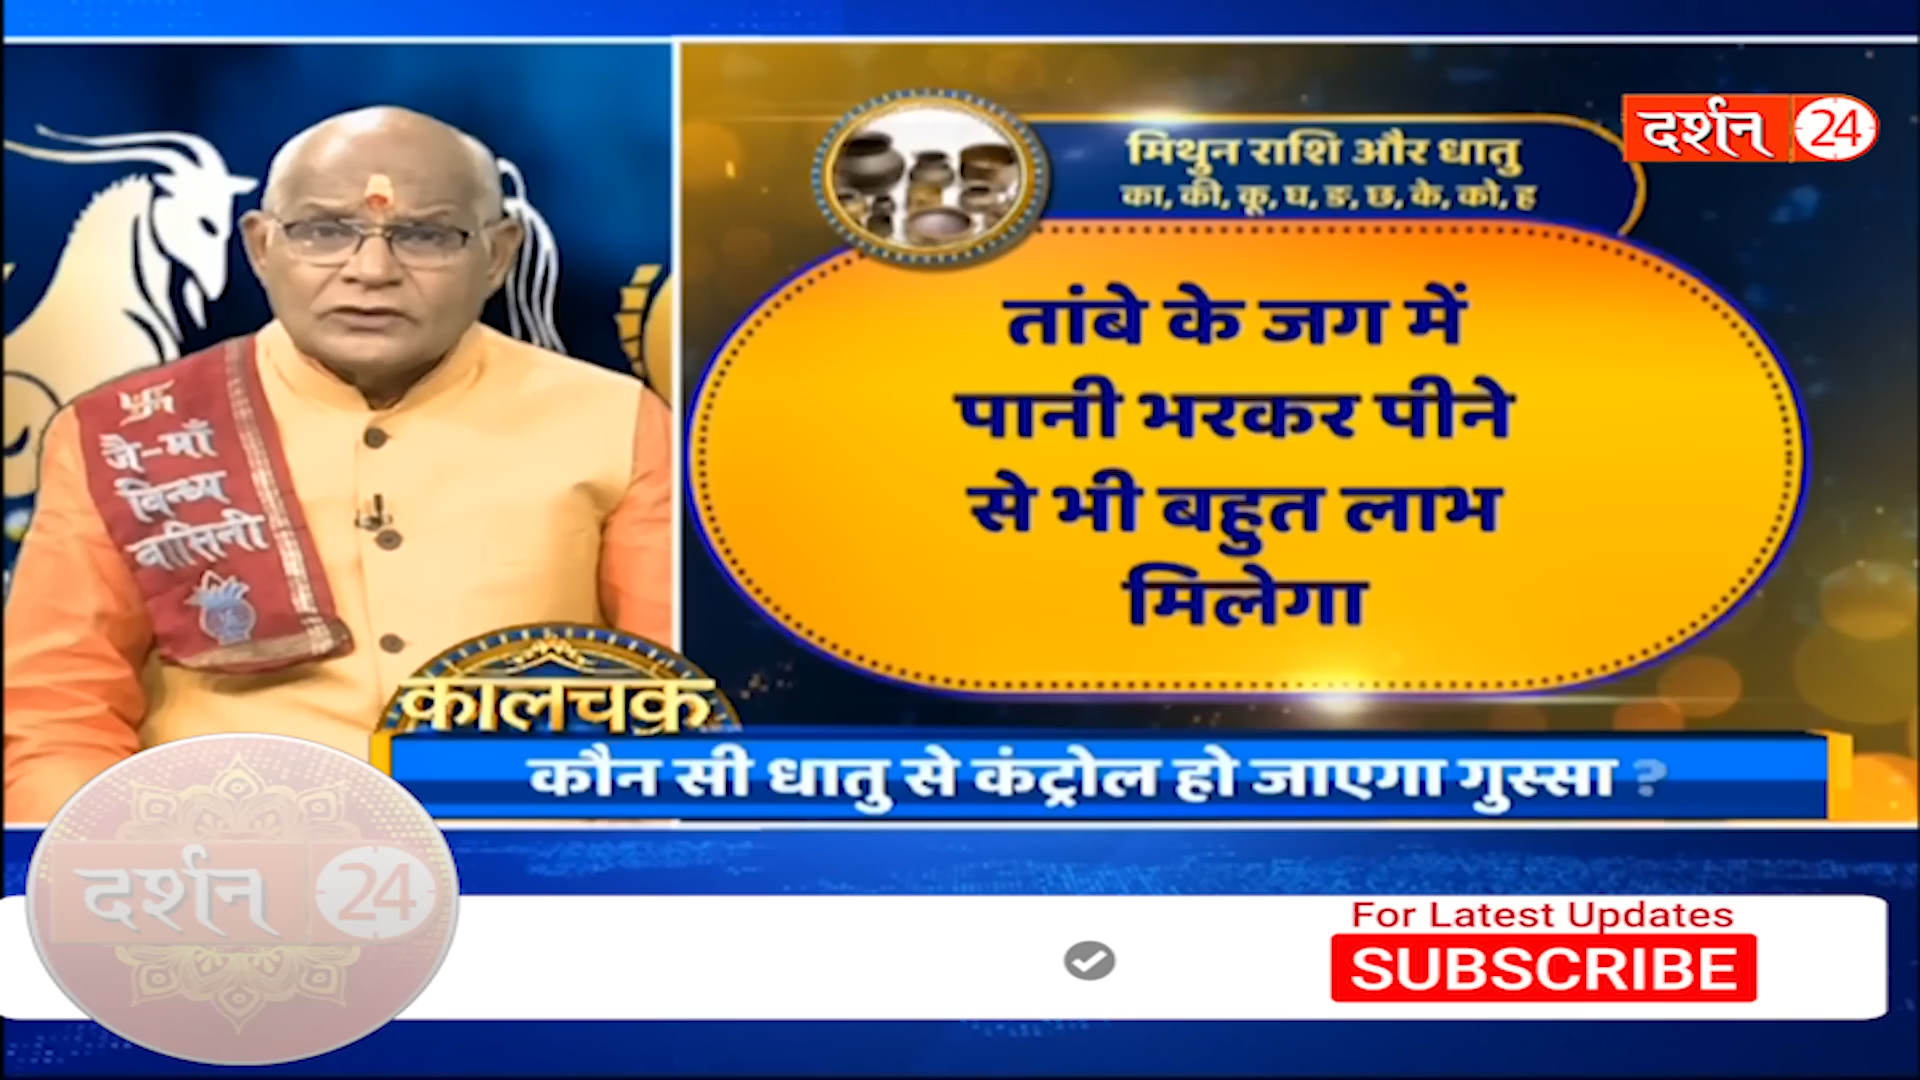 दर्शन 24
मिथुन राशि और धातु
का, की, कू, घ, ङ, छ, के, को, ह
तांबे के जग में
पानी भरकर पीने
से भी बहुत लाभ
मिलेगा
जै-माँ
विन्ध्य
वासिनी
कालचक्र
कौन सी धातु से कंट्रोल हो जाएगा गुस्सा ?
दर्शन 24
For Latest Updates
SUBSCRIBE